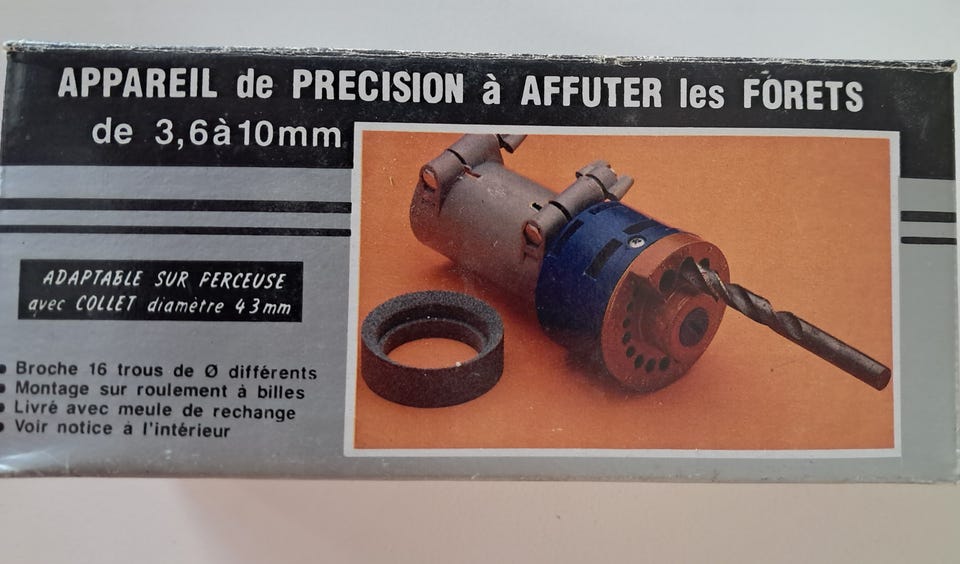 APPAREIL de PRECISION à AFFUTER les FORETS
de 3,6à10mm
ADAPTABLE SUR PERCEUSE
avec COLLET diamètre 43mm
• Broche 16 trous de Ø différents
• Montage sur roulement à billes
• Livré avec meule de rechange
• Voir notice à l'intérieur